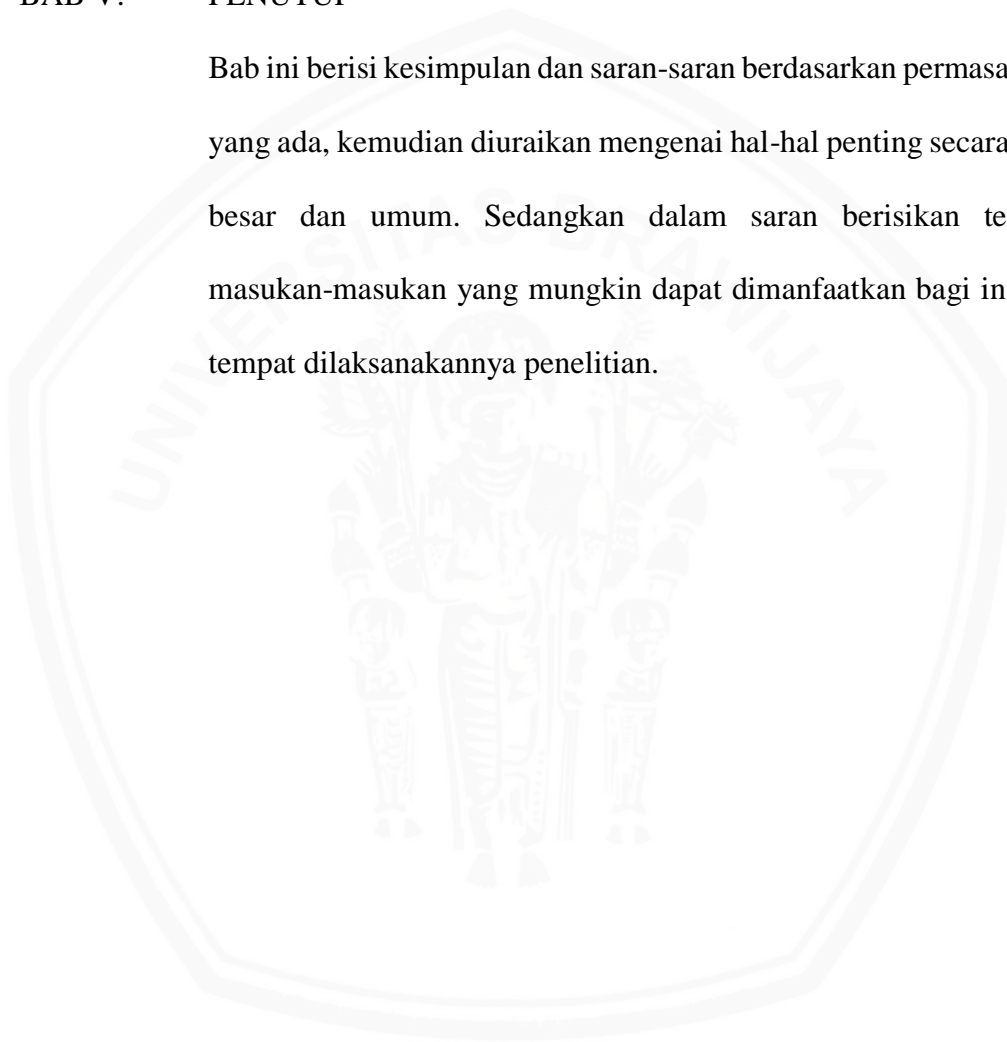 BAB V. PENUTUP
Bab ini berisi kesimpulan dan saran-saran berdasarkan permasa
yang ada, kemudian diuraikan mengenai hal-hal penting secara
besar dan umum. Sedangkan dalam saran berisikan te
masukan-masukan yang mungkin dapat dimanfaatkan bagi in
tempat dilaksanakannya penelitian.
UNIVERSITAS BRAWIJAYA